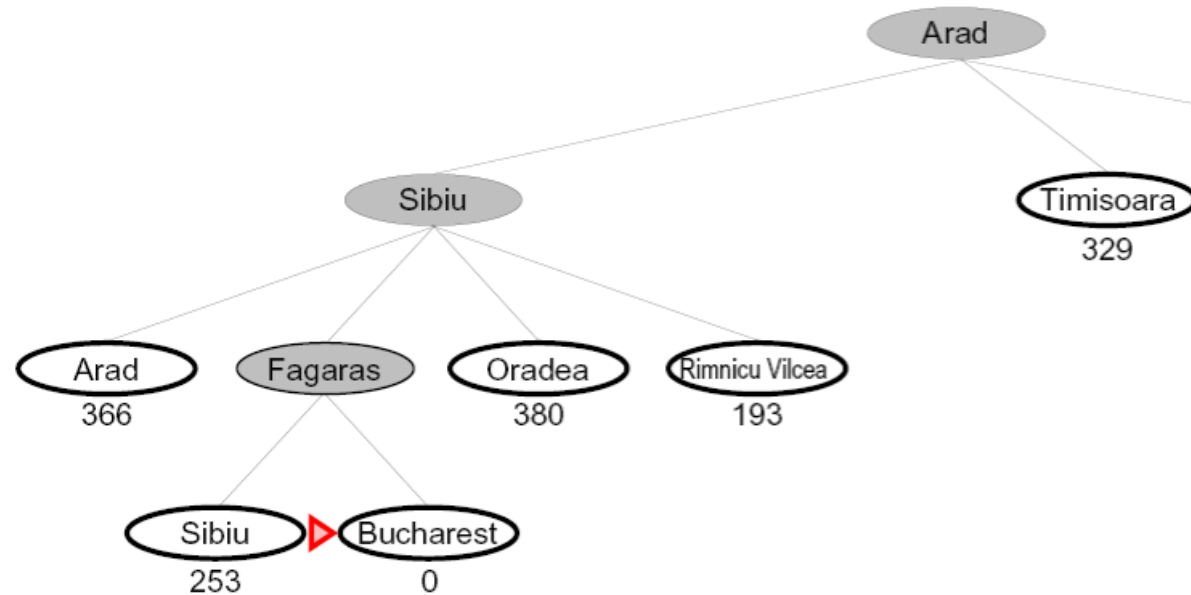 Arad
Sibiu
Timisoara
329
Arad
Fagaras
Oradea
Rimnicu Vilcea
366
380
193
Sibiu
Bucharest
253
0